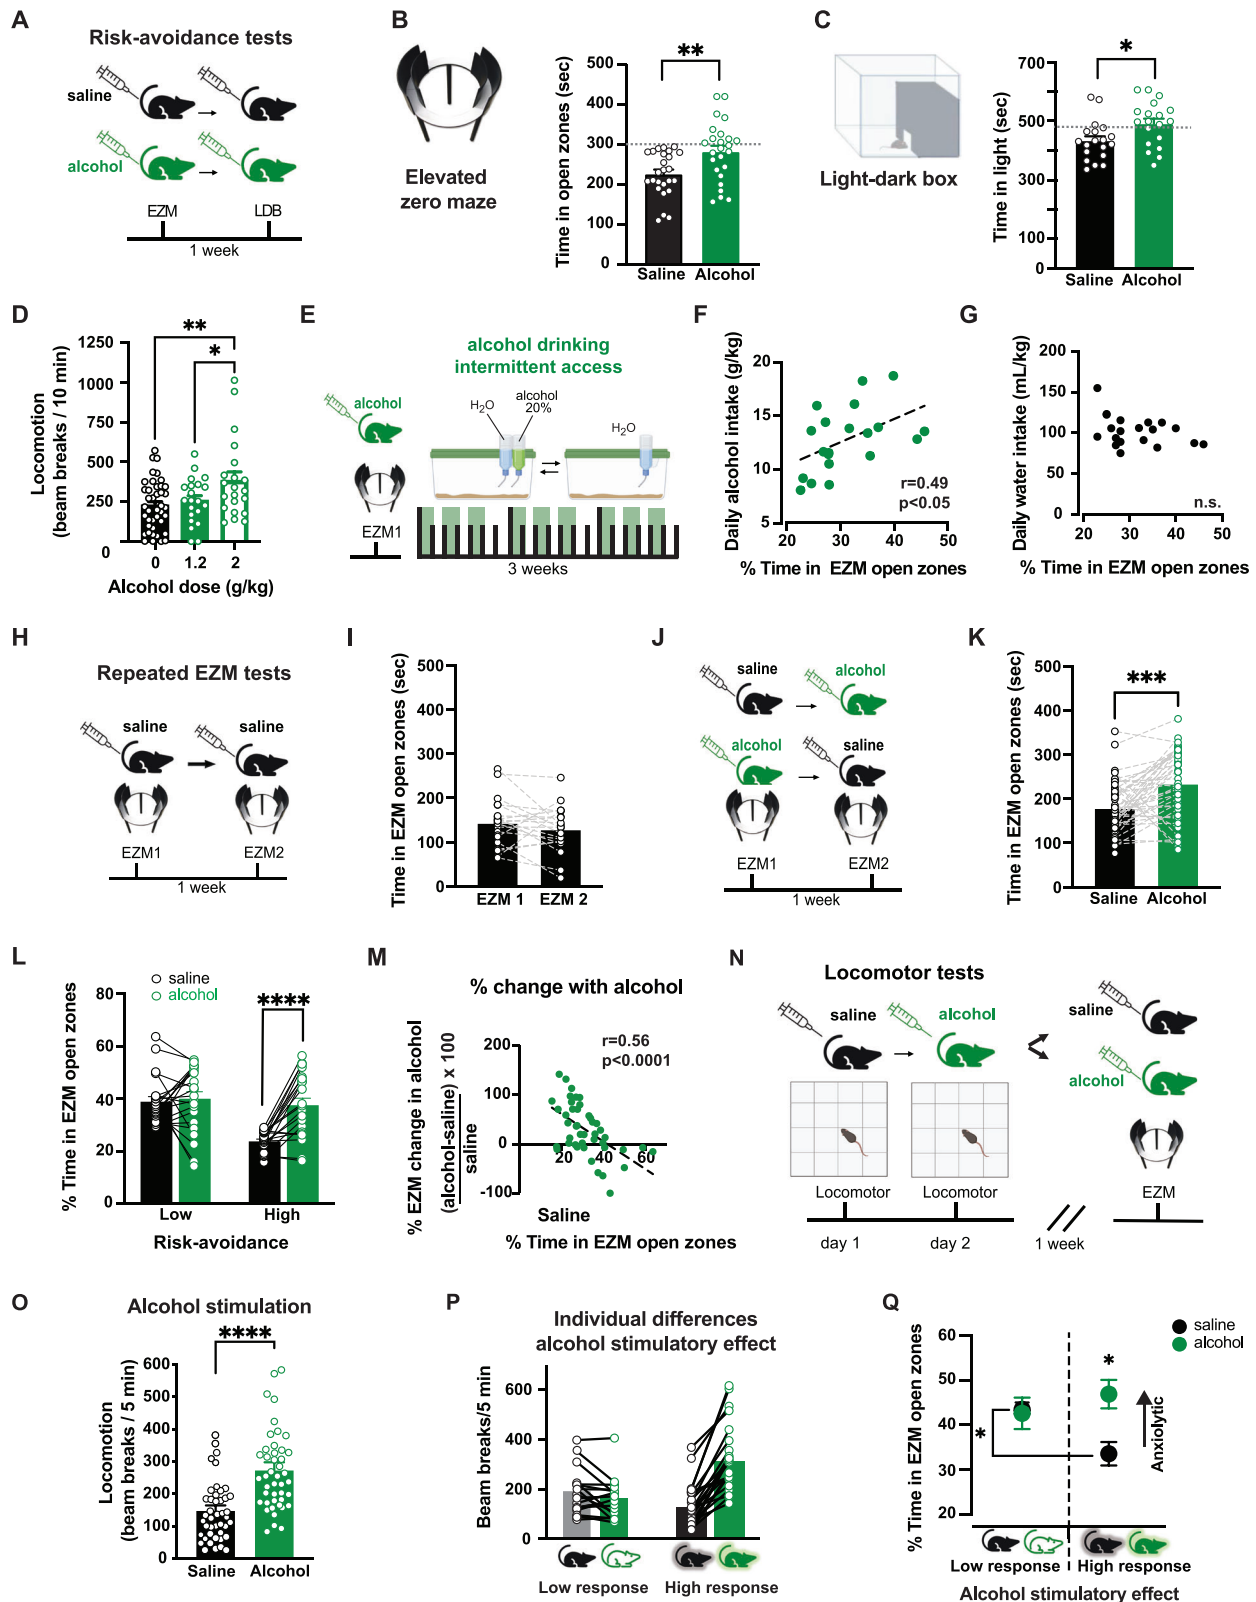 A
Risk-avoidance tests
saline
alcohol
EZM
LDB
1 week
B
Elevated
zero maze
Time in open zones (sec)
500
400
300
200
100
0
**
Saline
Alcohol
C
Light-dark box
Time in light (sec)
700
500
300
100
0
*
Saline
Alcohol
D
Locomotion
(beam breaks / 10 min)
1250
1000
750
500
250
0
**
*
0
1.2
2
Alcohol dose (g/kg)
E
alcohol drinking
intermittent access
alcohol
H2O
alcohol
20%
H2O
EZM1
3 weeks
F
Daily alcohol intake (g/kg)
20
15
10
5
r=0.49
p<0.05
20
30
40
50
% Time in EZM open zones
G
Daily water intake (mL/kg)
200
150
100
50
0
n.s.
20
30
40
50
% Time in EZM open zones
H
Repeated EZM tests
saline
saline
EZM1
EZM2
1 week
I
Time in EZM open zones (sec)
500
400
300
200
100
0
EZM 1
EZM 2
J
saline
alcohol
alcohol
saline
EZM1
EZM2
1 week
K
Time in EZM open zones (sec)
500
400
300
200
100
0
***
Saline
Alcohol
L
saline
alcohol
% Time in EZM open zones
80
60
40
20
0
****
Low
High
Risk-avoidance
M
% change with alcohol
% EZM change in alcohol
(alcohol-saline) x 100
saline
200
100
0
-100
r=0.56
p<0.0001
20
40
60
Saline
% Time in EZM open zones
N
Locomotor tests
saline
alcohol
saline
alcohol
Locomotor
Locomotor
EZM
day 1
day 2
1 week
O
Alcohol stimulation
Locomotion
(beam breaks / 5 min)
600
500
400
300
200
100
0
****
Saline
Alcohol
P
Individual differences
alcohol stimulatory effect
Beam breaks/5 min
600
400
200
0
Low response
High response
Q
saline
alcohol
% Time in EZM open zones
60
50
40
30
20
*
*
Anxiolytic
Low response
High response
Alcohol stimulatory effect